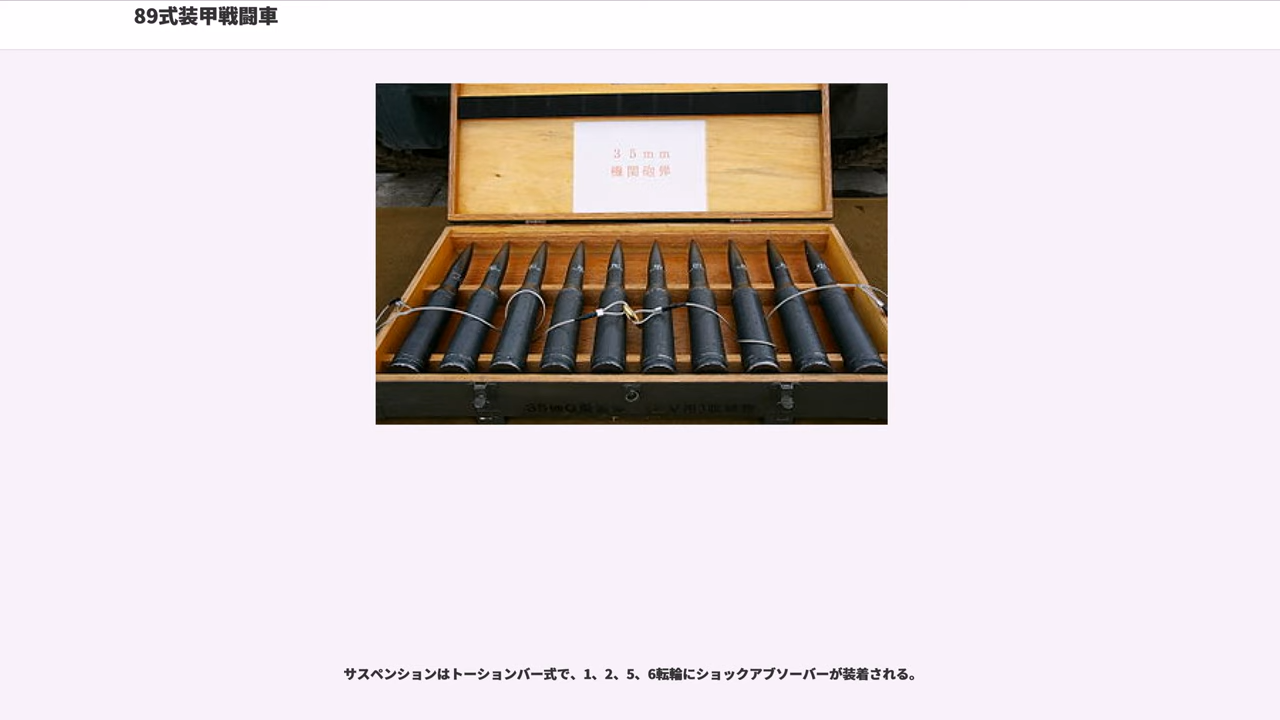 89式装甲戦闘車
35mm
機関砲弾
サスペンションはトーションバー式で、1、2、5、6転輪にショックアブソーバーが装着される。